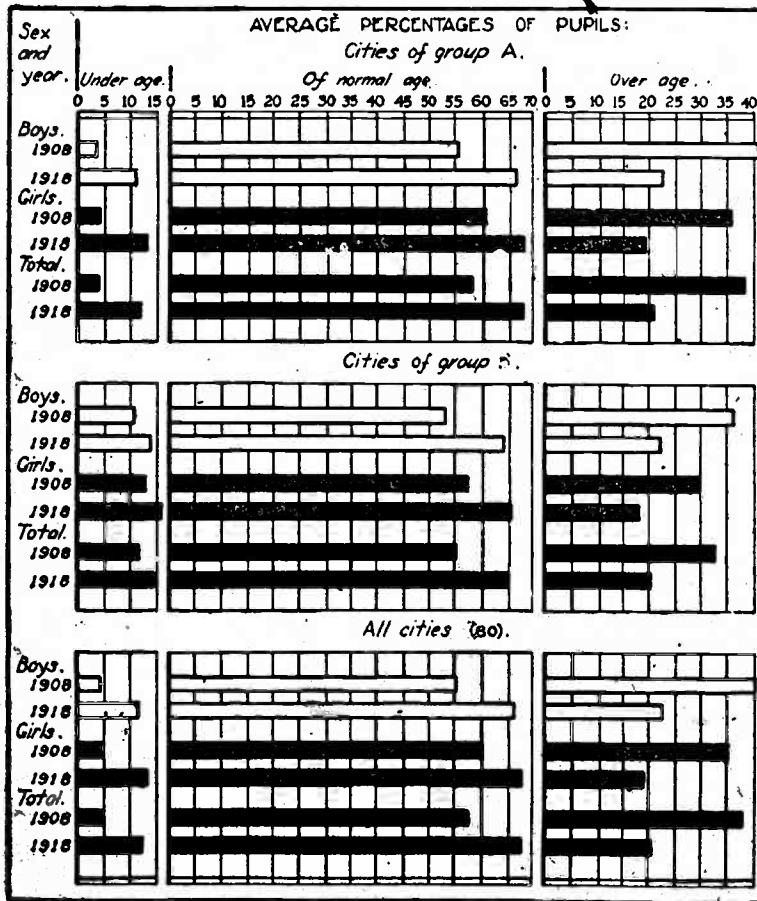 AVERAGE PERCENTAGES OF PUPILS:
Sex and year.
Cities of group A.
Under age. Of normal age. Over age.
0 5 10 15 0 5 10 15 20 25 30 35 40 45 50 55 60 65 70 0 5 10 15 20 25 30 35 40
Boys.
1908
1918
Girls.
1908
1918
Total.
1908
1918
Cities of group
Boys.
1908
1918
Girls.
1908
1918
Total.
1908
1918
All cities (80).
Boys.
1908
1918
Girls.
1908
1918
Total.
1908
1918